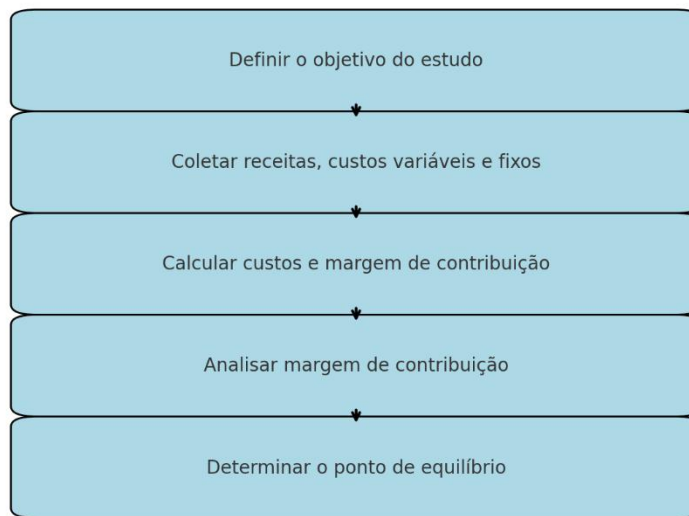 Definir o objetivo do estudo
Coletar receitas, custos variáveis e fixos
Calcular custos e margem de contribuição
Analisar margem de contribuição
Determinar o ponto de equilíbrio